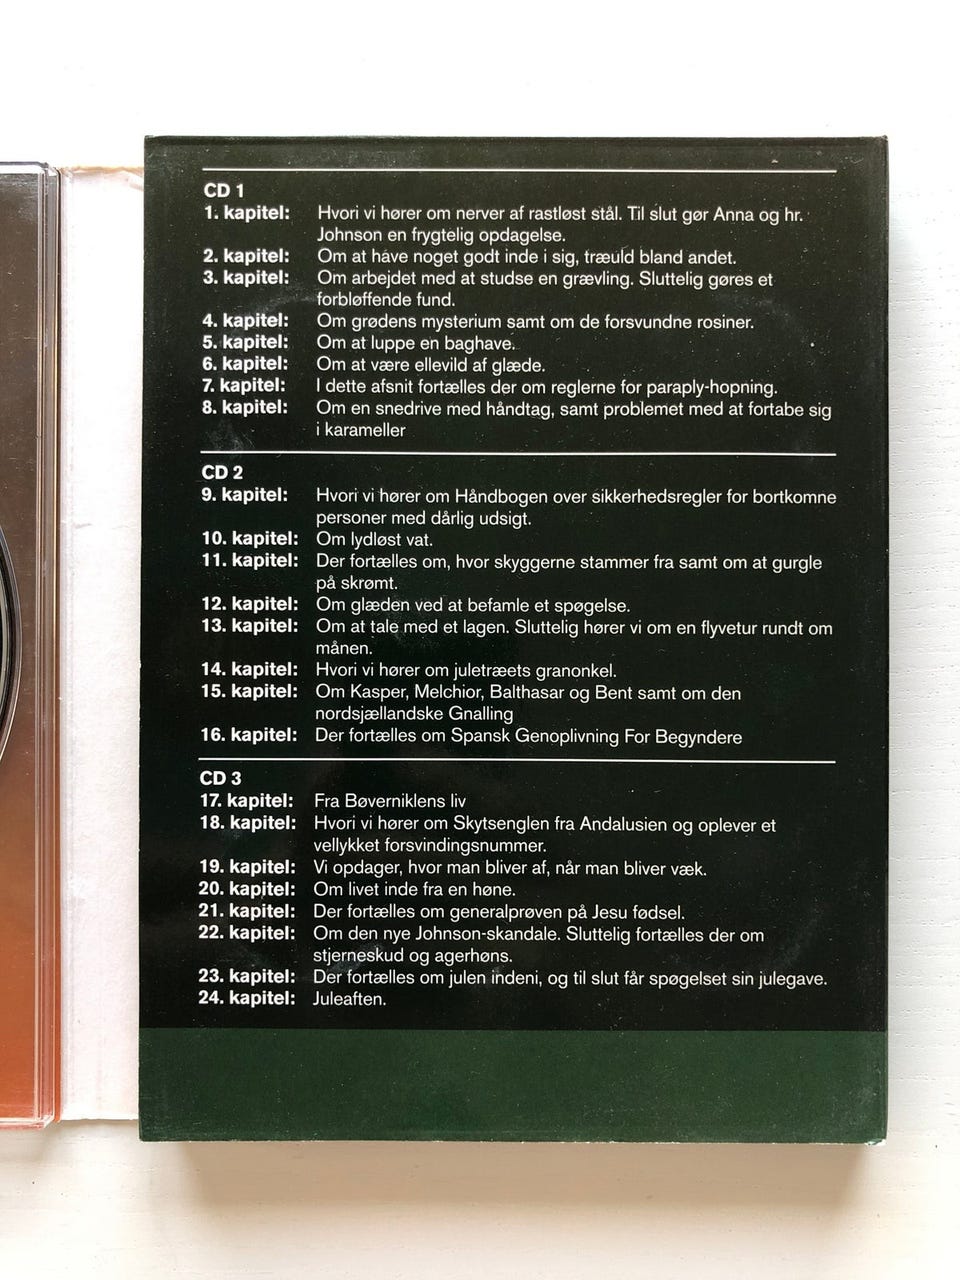 CD 1
1. kapitel: Hvori vi hører om nerver af rastløst stål. Til slut gør Anna og hr.
Johnson en frygtelig opdagelse.
2. kapitel: Om at have noget godt inde i sig, træuld bland andet.
3. kapitel: Om arbejdet med at studse en grævling. Sluttelig gøres et
forbløffende fund.
4. kapitel: Om grødens mysterium samt om de forsvundne rosiner.
5. kapitel: Om at luppe en baghave.
6. kapitel: Om at være ellevild af glæde.
7. kapitel: I dette afsnit fortælles der om reglerne for paraply-hopning.
8. kapitel: Om en snedrive med håndtag, samt problemet med at fortabe sig
i karameller
CD 2
9. kapitel: Hvori vi hører om Håndbogen over sikkerhedsregler for bortkomne
personer med dårlig udsigt.
10. kapitel: Om lydløst vat.
11. kapitel: Der fortælles om, hvor skyggerne stammer fra samt om at gurgle
på skrømt.
12. kapitel: Om glæden ved at befamle et spøgelse.
13. kapitel: Om at tale med et lagen. Sluttelig hører vi om en flyvetur rundt om
månen.
14. kapitel: Hvori vi hører om juletræets granonkel.
15. kapitel: Om Kasper, Melchior, Balthasar og Bent samt om den
nordsjællandske Gnalling
16. kapitel: Der fortælles om Spansk Genoplivning For Begyndere
CD 3
17. kapitel: Fra Bøverniklens liv
18. kapitel: Hvori vi hører om Skytsenglen fra Andalusien og oplever et
vellykket forsvindingsnummer.
19. kapitel: Vi opdager, hvor man bliver af, når man bliver væk.
20. kapitel: Om livet inde fra en høne.
21. kapitel: Der fortælles om generalprøven på Jesu fødsel.
22. kapitel: Om den nye Johnson-skandale. Sluttelig fortælles der om
stjerneskud og agerhøns.
23. kapitel: Der fortælles om julen indeni, og til slut får spøgelset sin julegave.
24. kapitel: Juleaften.